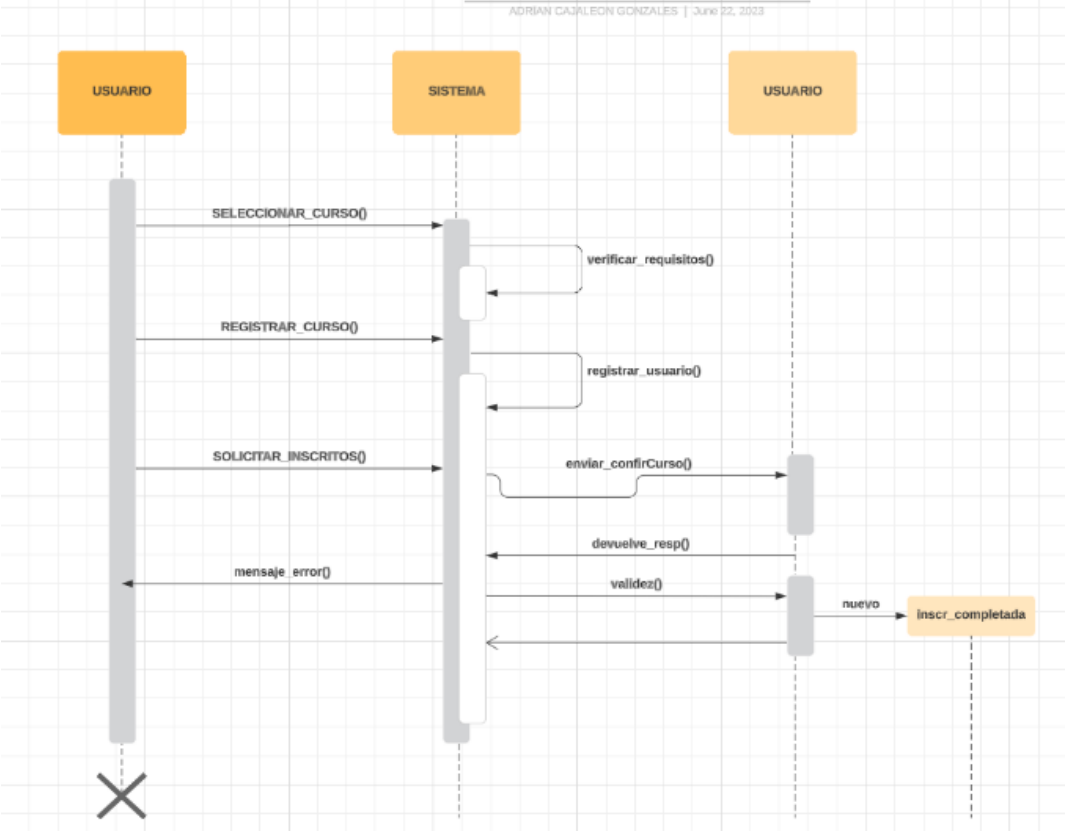 ADRIAN CAJALEON GONZALES | June 22, 2023
USUARIO
SISTEMA
USUARIO
SELECCIONAR_CURSO()
verificar_requisitos()
REGISTRAR_CURSO()
registrar_usuario()
SOLICITAR_INSCRITOS()
enviar_confirCurso()
devuelve_resp()
mensaje_error()
validez()
nuevo
inscr_completada